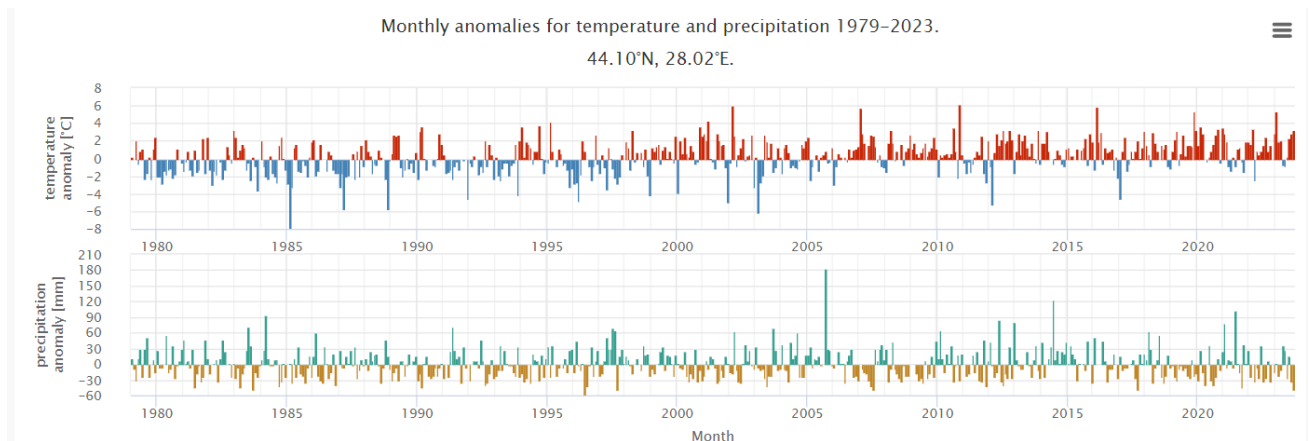 Monthly anomalies for temperature and precipitation 1979–2023.
44.10°N, 28.02°E.
temperature
anomaly [°C]
8
6
4
2
0
−2
−4
−6
−8
1980 1985 1990 1995 2000 2005 2010 2015 2020
precipitation
anomaly [mm]
210
180
150
120
90
60
30
0
−30
−60
1980 1985 1990 1995 2000 2005 2010 2015 2020
Month